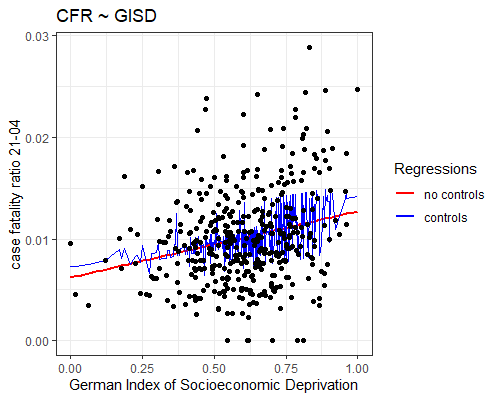 CFR ~ GISD
0.03
0.02
0.01
0.00
case fatality ratio 21-04
0.00 0.25 0.50 0.75 1.00
German Index of Socioeconomic Deprivation
Regressions
no controls
controls